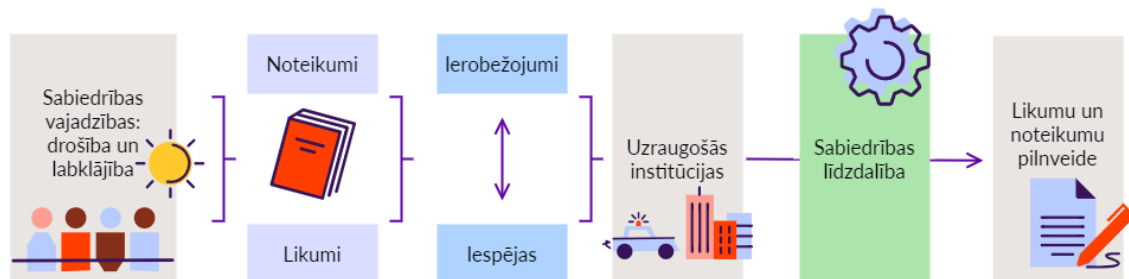 Sabiedrības
vajadzības:
drošība un
labklājība
Noteikumi
Likumi
Ierobežojumi
Iespējas
Uzraugošās
institūcijas
Sabiedrības
līdzdalība
Likumu un
noteikumu
pilnveide